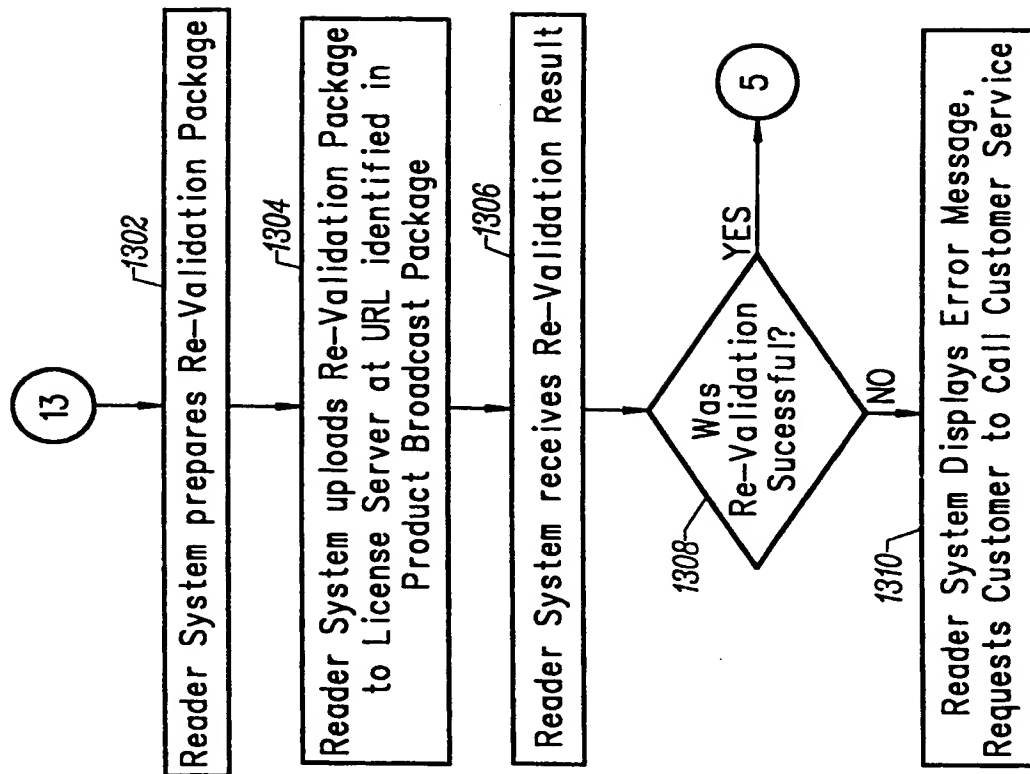 13
1302
Reader System prepares Re-Validation Package
1304
Reader System uploads Re-Validation Package
to License Server at URL identified in
Product Broadcast Package
1306
Reader System receives Re-Validation Result
1308
Was
Re-Validation
Sucessful?
YES
5
NO
1310
Reader System Displays Error Message,
Requests Customer to Call Customer Service